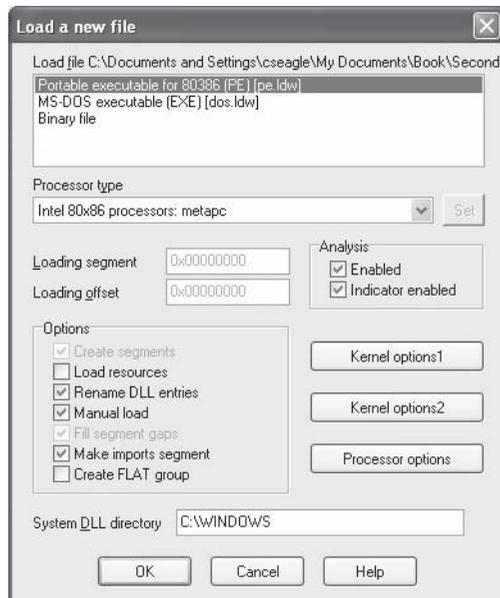 Load a new file
Load file C:\Documents and Settings\cseagle\My Documents\Book\Second
Portable executable for 80386 (PE) [pe.ldw]
MS-DOS executable (EXE) [dos.ldw]
Binary file
Processor type
Intel 80x86 processors: metapc
Set
Loading segment 0x00000000
Loading offset 0x00000000
Analysis
Enabled
Indicator enabled
Options
Create segments
Load resources
Rename DLL entries
Manual load
Fill segment gaps
Make imports segment
Create FLAT group
Kernel options1
Kernel options2
Processor options
System DLL directory C:\WINDOWS
OK Cancel Help